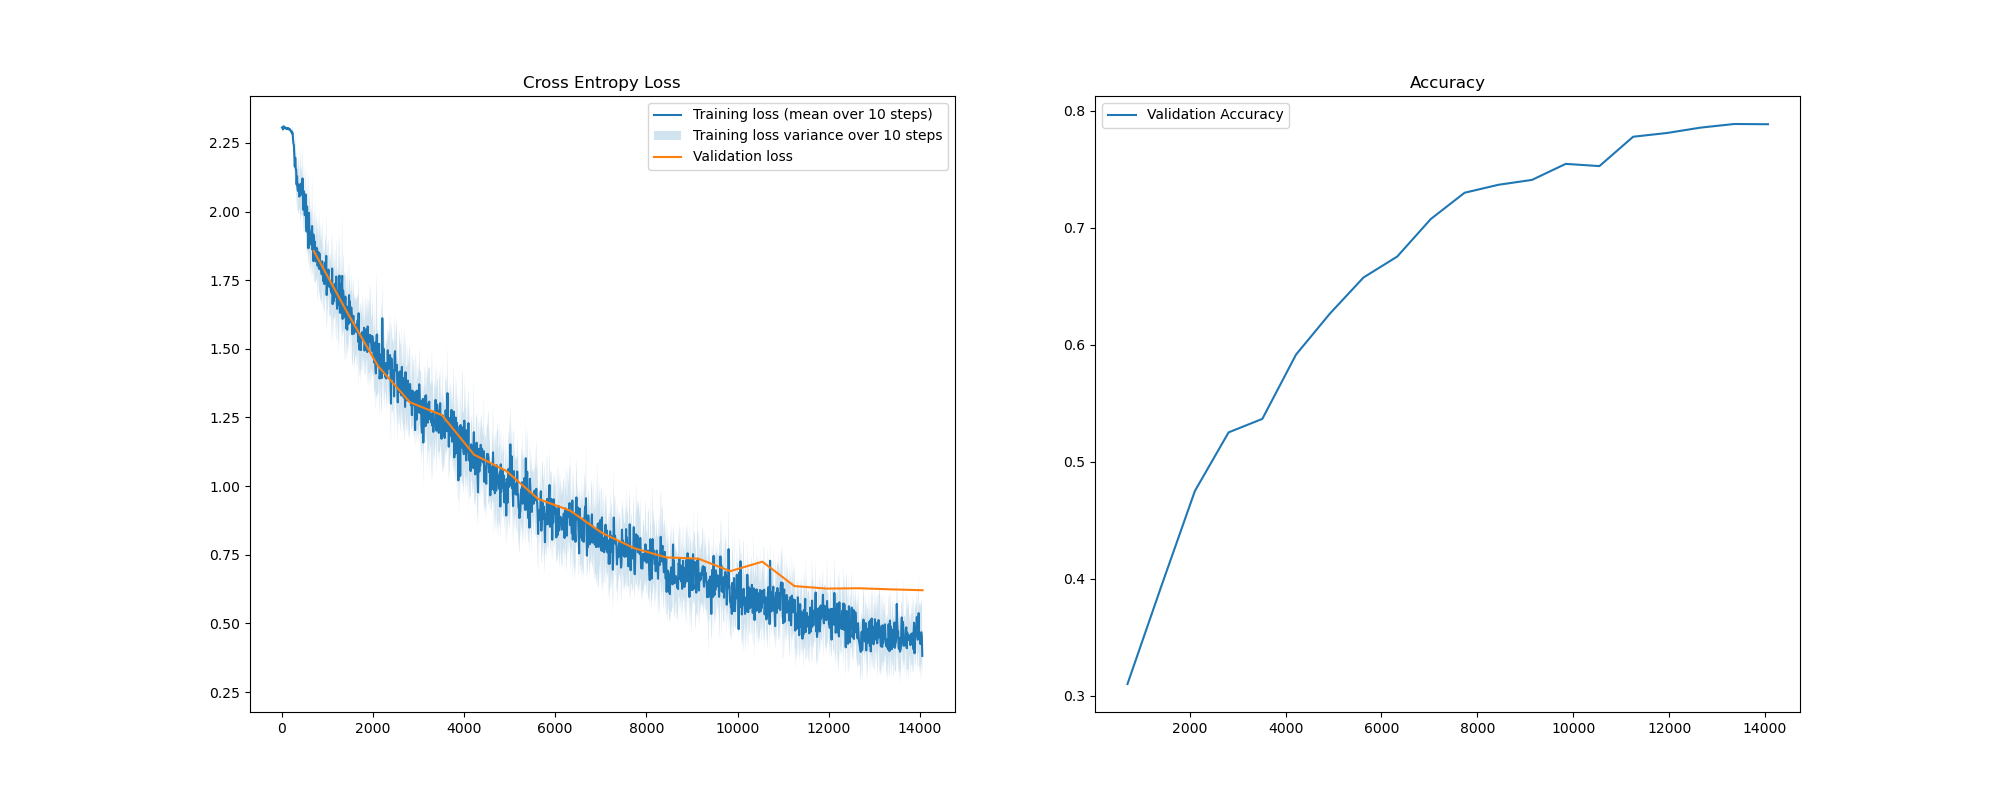 Cross Entropy Loss
Training loss (mean over 10 steps)
Training loss variance over 10 steps
Validation loss
2.25
2.00
1.75
1.50
1.25
1.00
0.75
0.50
0.25
0 2000 4000 6000 8000 10000 12000 14000
Accuracy
Validation Accuracy
0.8
0.7
0.6
0.5
0.4
0.3
2000 4000 6000 8000 10000 12000 14000